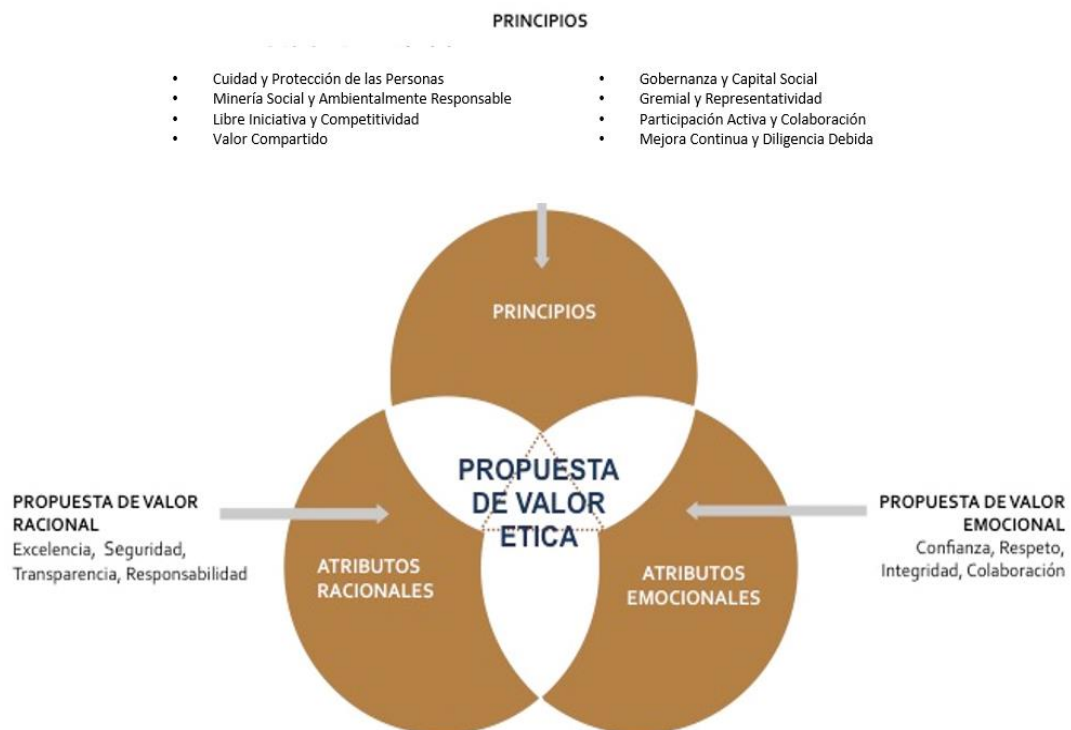 PRINCIPIOS
• Cuidad y Protección de las Personas
• Minería Social y Ambientalmente Responsable
• Libre Iniciativa y Competitividad
• Valor Compartido
• Gobernanza y Capital Social
• Gremial y Representatividad
• Participación Activa y Colaboración
• Mejora Continua y Diligencia Debida
PRINCIPIOS
PROPUESTA
DE VALOR
ETICA
PROPUESTA DE VALOR
RACIONAL
Excelencia, Seguridad,
Transparencia, Responsabilidad
ATRIBUTOS
RACIONALES
ATRIBUTOS
EMOCIONALES
PROPUESTA DE VALOR
EMOCIONAL
Confianza, Respeto,
Integridad, Colaboración